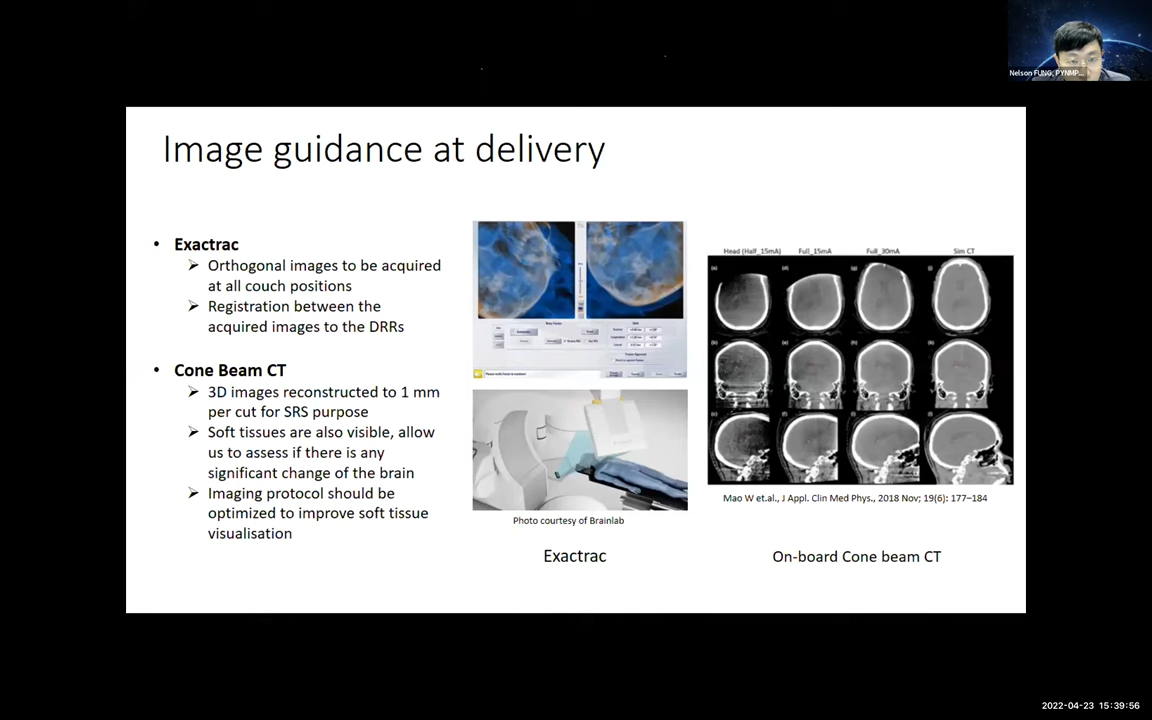 Nelson FUNG, PYNMP...
Image guidance at delivery
• Exactrac
➢ Orthogonal images to be acquired
at all couch positions
➢ Registration between the
acquired images to the DRRs
• Cone Beam CT
➢ 3D images reconstructed to 1 mm
per cut for SRS purpose
➢ Soft tissues are also visible, allow
us to assess if there is any
significant change of the brain
➢ Imaging protocol should be
optimized to improve soft tissue
visualisation
Photo courtesy of Brainlab
Exactrac
Head (Half_15mA) Full_15mA Full_30mA Sim CT
Mao W et.al., J Appl. Clin Med Phys., 2018 Nov; 19(6): 177–184
On-board Cone beam CT
2022-04-23 15:39:56